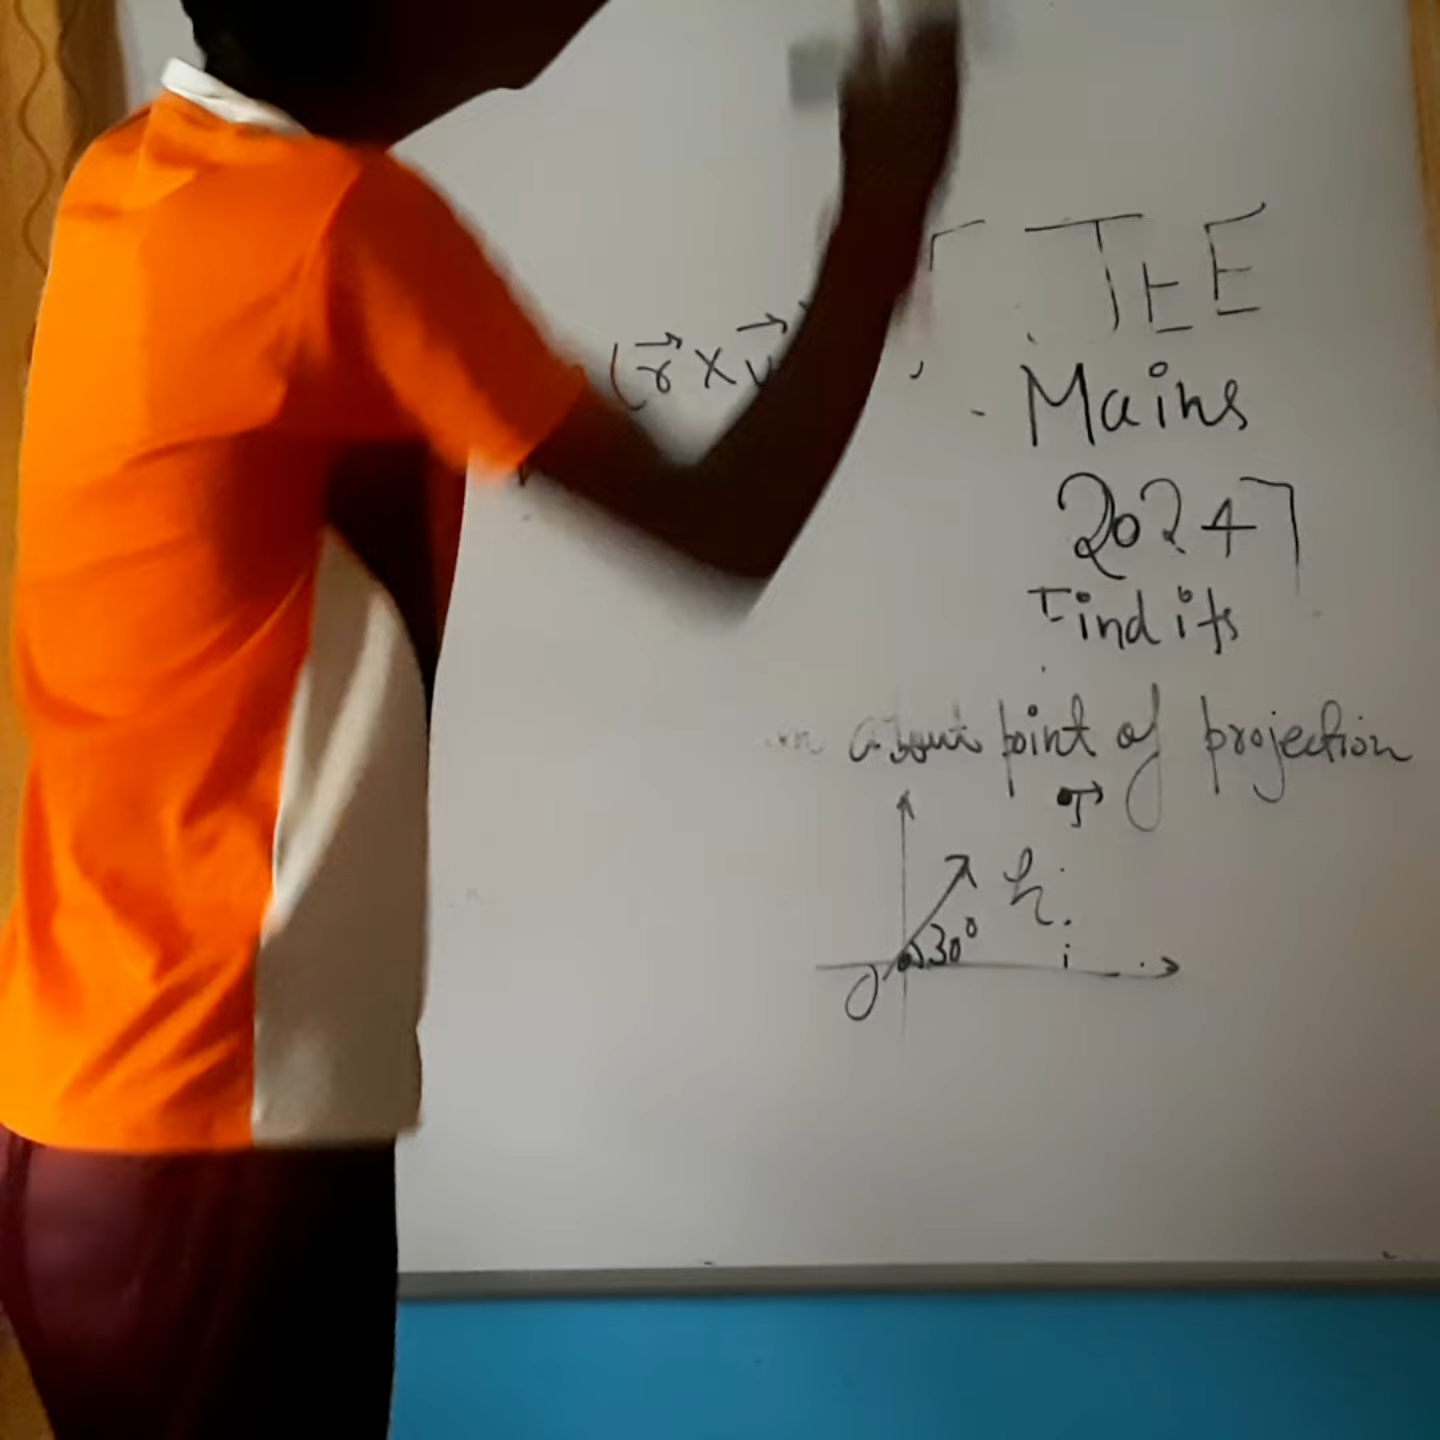 JEE
(r⃗ × v⃗
Mains
2024]
Find its
about point of projection
h
30°